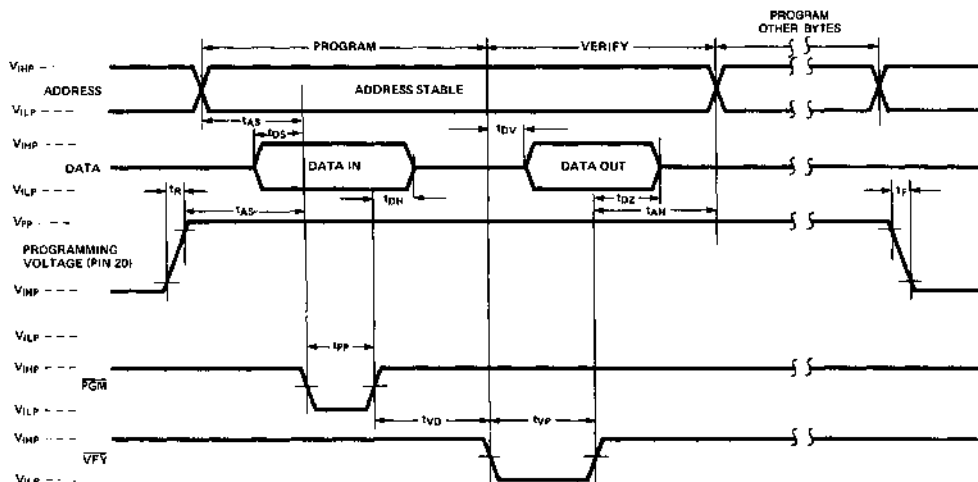 PROGRAM
VERIFY
PROGRAM
OTHER BYTES
VIHP
ADDRESS
ADDRESS STABLE
VILP
tAS
tDS
tDV
VIHP
DATA
DATA IN
DATA OUT
VILP
tR
tDH
tDZ
tF
tAS
tAH
VPP
PROGRAMMING
VOLTAGE (PIN 20)
VIHP
VILP
tPP
VIHP
PGM
VILP
tVD
tVP
VIHP
VFY
VILP